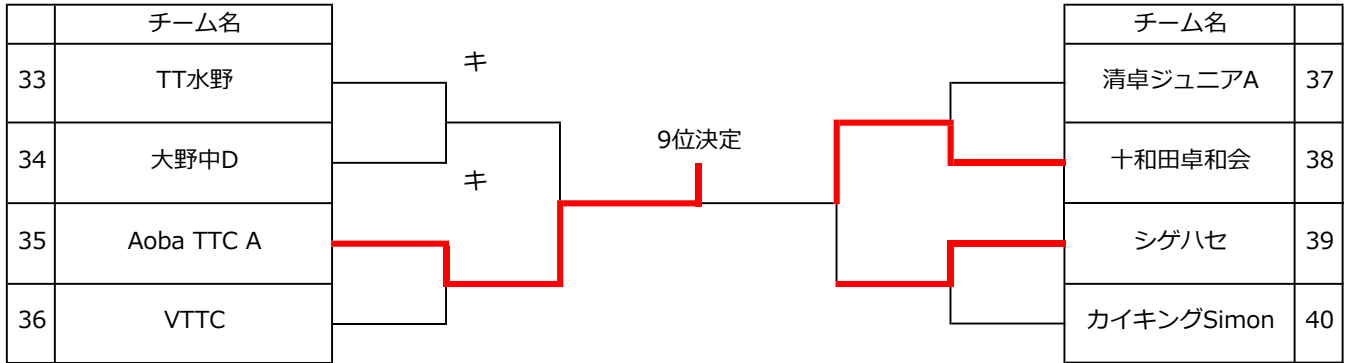 チーム名
33 TT水野
34 大野中D
35 Aoba TTC A
36 VTTC
キ
キ
9位決定
チーム名
清卓ジュニアA 37
十和田卓和会 38
シゲハセ 39
カイキングSimon 40